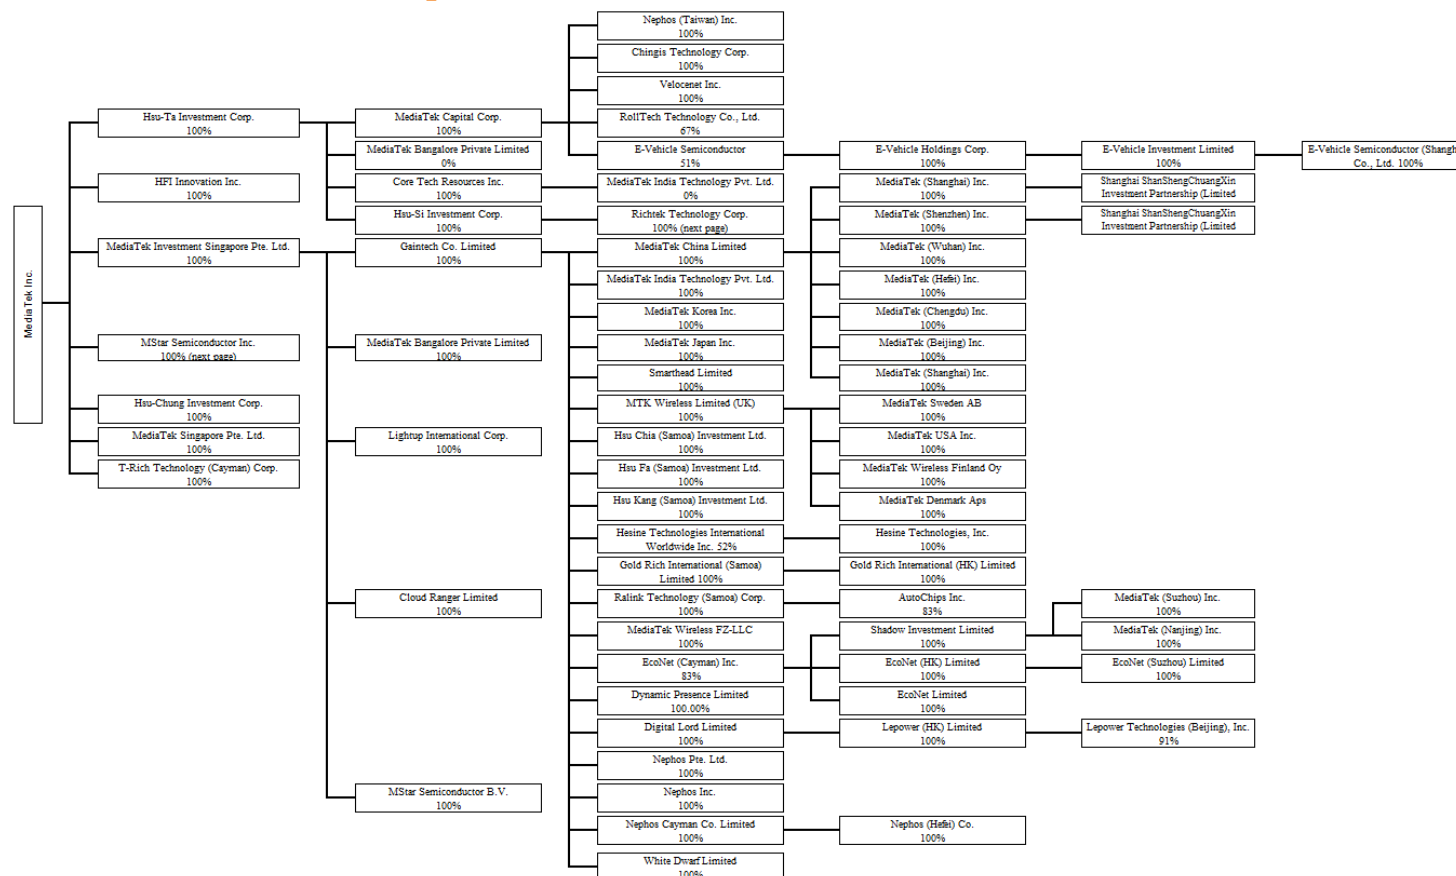 MediaTek Inc.
Hsu-Ta Investment Corp.
100%
HFI Innovation Inc.
100%
MediaTek Investment Singapore Pte. Ltd.
100%
MStar Semiconductor Inc.
100% (next page)
Hsu-Chung Investment Corp.
100%
MediaTek Singapore Pte. Ltd.
100%
T-Rich Technology (Cayman) Corp.
100%
MediaTek Capital Corp.
100%
MediaTek Bangalore Private Limited
0%
Core Tech Resources Inc.
100%
Hsu-Si Investment Corp.
100%
Gaintech Co. Limited
100%
MediaTek Bangalore Private Limited
100%
Lightup International Corp.
100%
Cloud Ranger Limited
100%
MStar Semiconductor B.V.
100%
Nephos (Taiwan) Inc.
100%
Chingis Technology Corp.
100%
Velocenet Inc.
100%
RollTech Technology Co., Ltd.
67%
E-Vehicle Semiconductor
51%
MediaTek India Technology Pvt. Ltd.
0%
Richtek Technology Corp.
100% (next page)
MediaTek China Limited
100%
MediaTek India Technology Pvt. Ltd.
100%
MediaTek Korea Inc.
100%
MediaTek Japan Inc.
100%
Smarthead Limited
100%
MTK Wireless Limited (UK)
100%
Hsu Chia (Samoa) Investment Ltd.
100%
Hsu Fa (Samoa) Investment Ltd.
100%
Hsu Kang (Samoa) Investment Ltd.
100%
Hesine Technologies International
Worldwide Inc. 52%
Gold Rich International (Samoa)
Limited 100%
Ralink Technology (Samoa) Corp.
100%
MediaTek Wireless FZ-LLC
100%
EcoNet (Cayman) Inc.
83%
Dynamic Presence Limited
100.00%
Digital Lord Limited
100%
Nephos Pte. Ltd.
100%
Nephos Inc.
100%
Nephos Cayman Co. Limited
100%
White Dwarf Limited
100%
E-Vehicle Holdings Corp.
100%
MediaTek (Shanghai) Inc.
100%
MediaTek (Shenzhen) Inc.
100%
MediaTek (Wuhan) Inc.
100%
MediaTek (Hefei) Inc.
100%
MediaTek (Chengdu) Inc.
100%
MediaTek (Beijing) Inc.
100%
MediaTek (Shanghai) Inc.
100%
MediaTek Sweden AB
100%
MediaTek USA Inc.
100%
MediaTek Wireless Finland Oy
100%
MediaTek Denmark Aps
100%
Hesine Technologies, Inc.
100%
Gold Rich International (HK) Limited
100%
AutoChips Inc.
83%
Shadow Investment Limited
100%
EcoNet (HK) Limited
100%
EcoNet Limited
100%
Lepower (HK) Limited
100%
Nephos (Hefei) Co.
100%
E-Vehicle Investment Limited
100%
Shanghai ShanShengChuangXin
Investment Partnership (Limited
Shanghai ShanShengChuangXin
Investment Partnership (Limited
MediaTek (Suzhou) Inc.
100%
MediaTek (Nanjing) Inc.
100%
EcoNet (Suzhou) Limited
100%
Lepower Technologies (Beijing), Inc.
91%
E-Vehicle Semiconductor (Shangh
Co., Ltd. 100%